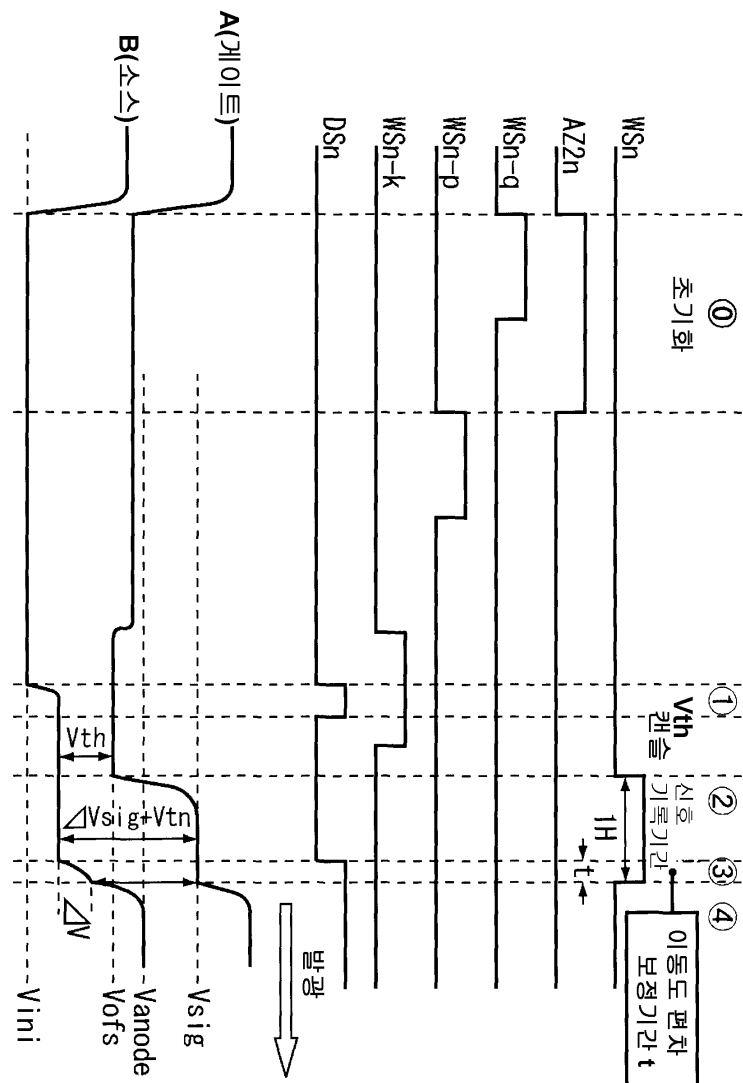 ⓪
①
②
③
④
초기화
Vth
캔슬
신호
기록기간
이동도 편차
보정기간 t
WSn
1H
t
AZ2n
WSn-q
WSn-p
WSn-k
DSn
발광
A(게이트)
B(소스)
Vth
⊿Vsig+Vtn
⊿V
Vsig
Vanode
Vofs
Vini